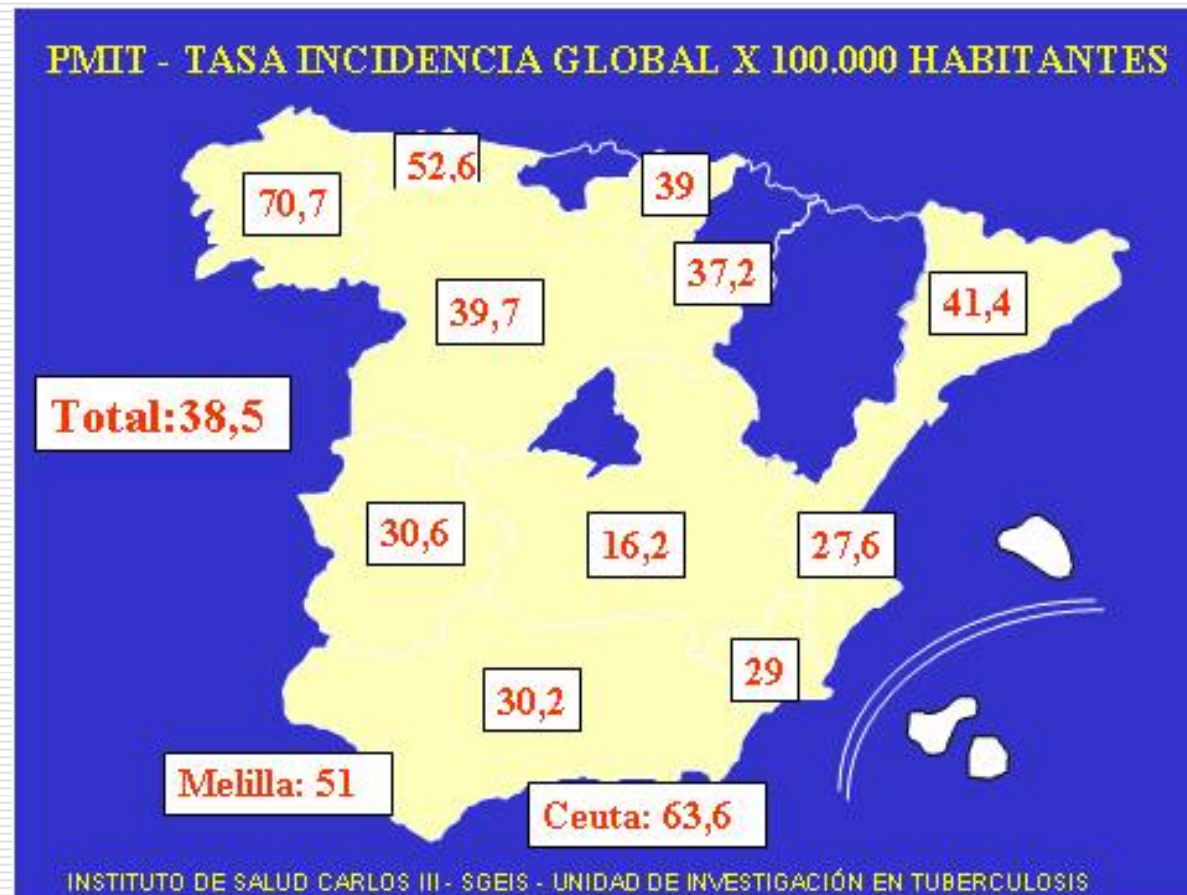 PMIT - TASA INCIDENCIA GLOBAL X 100.000 HABITANTES
52,6
39
70,7
37,2
39,7
41,4
Total:38,5
30,6
16,2
27,6
29
30,2
Melilla: 51
Ceuta: 63,6
INSTITUTO DE SALUD CARLOS III - SGEIS - UNIDAD DE INVESTIGACIÓN EN TUBERCULOSIS